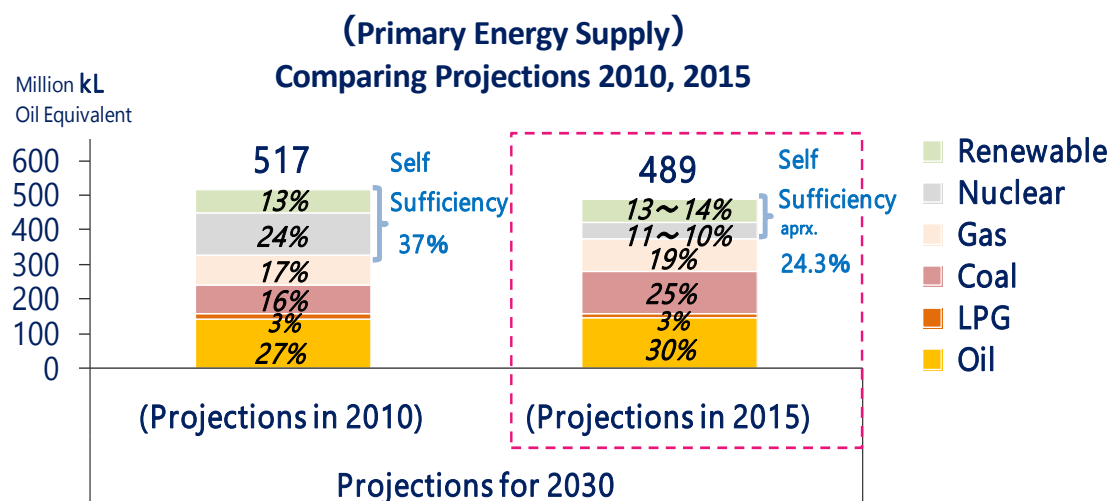 (Primary Energy Supply)
Comparing Projections 2010, 2015
Million kL
Oil Equivalent
600
500
400
300
200
100
0
517
13%
24%
17%
16%
3%
27%
Self
Sufficiency
37%
489
13～14%
11～10%
19%
25%
3%
30%
Self
Sufficiency
aprx.
24.3%
Renewable
Nuclear
Gas
Coal
LPG
Oil
(Projections in 2010)
(Projections in 2015)
Projections for 2030